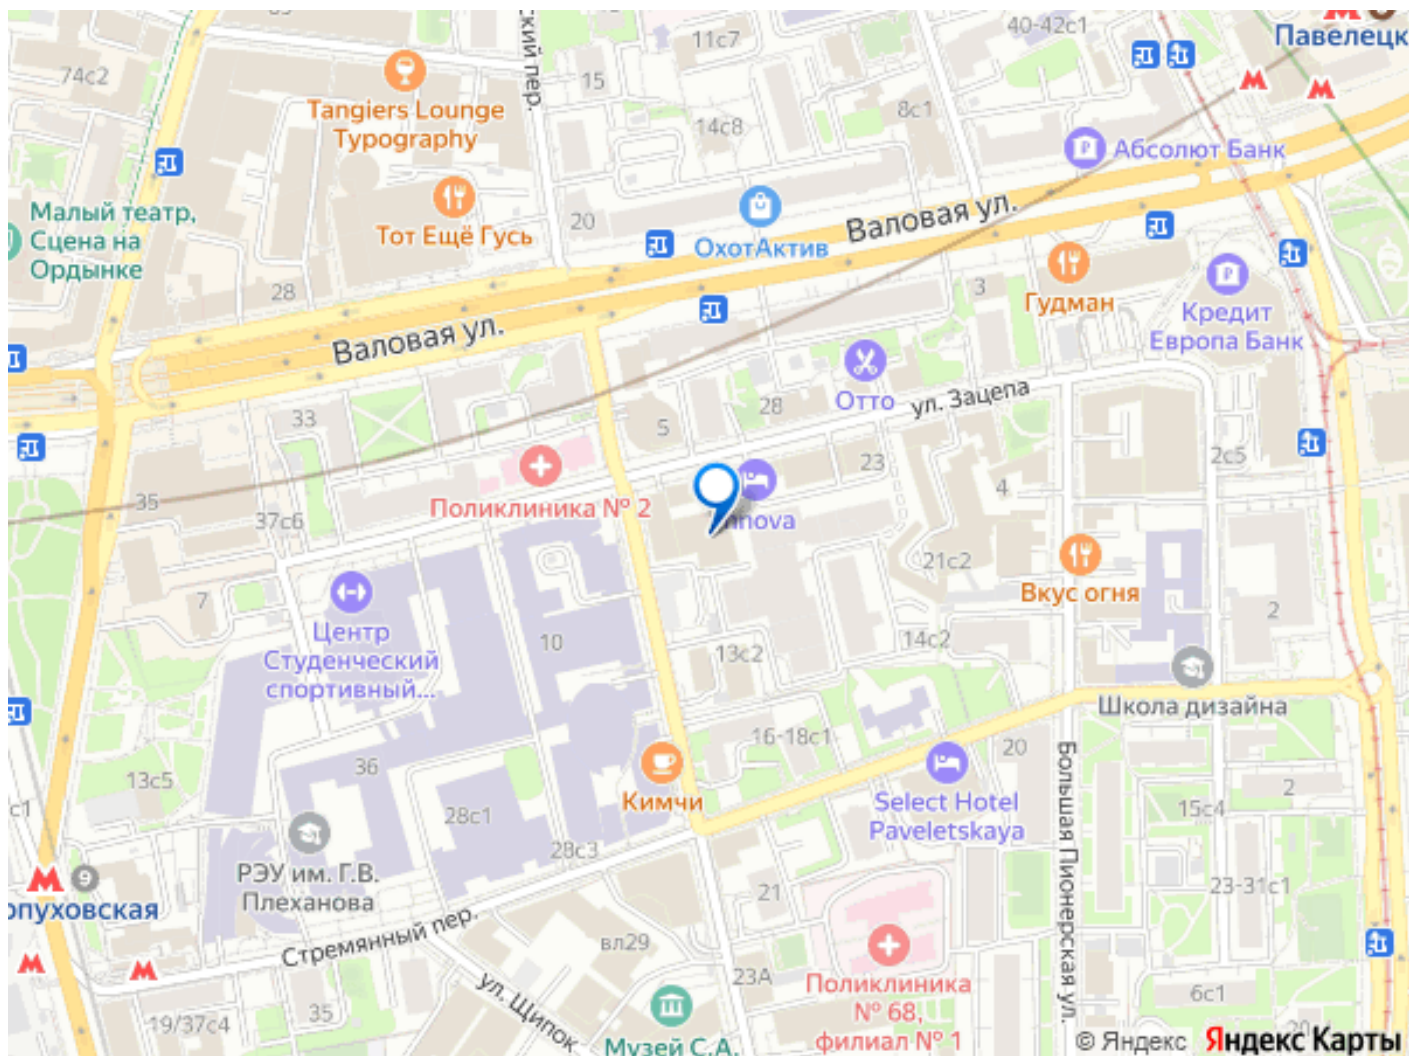 74с2
ский пер.
11с7
40-42с1
Павелецк
15
Tangiers Lounge
Typography
14с8
8с1
Абсолют Банк
Малый театр,
Сцена на
Ордынке
Тот Ещё Гусь
20
ОхотАктив
Валовая ул.
28
Валовая ул.
3
Гудман
Кредит
Европа Банк
33
5
28
Отто
ул. Зацепа
23
2с5
35
37с6
Поликлиника № 2
nnova
4
21с2
Вкус огня
7
Центр
Студенческий
спортивный...
10
13с2
14с2
2
Школа дизайна
16-18с1
20
Большая Пионерская ул.
13с5
36
Кимчи
Select Hotel
Paveletskaya
2
15с4
с1
28с1
28с3
РЭУ им. Г.В.
Плеханова
21
23-31с1
рпуховская
Стремянный пер.
вл29
23А
Поликлиника
№ 68,
филиал № 1
ул. Щипок
6с1
19/37с4
35
Музей С.А.
© Яндекс
Яндекс Карты